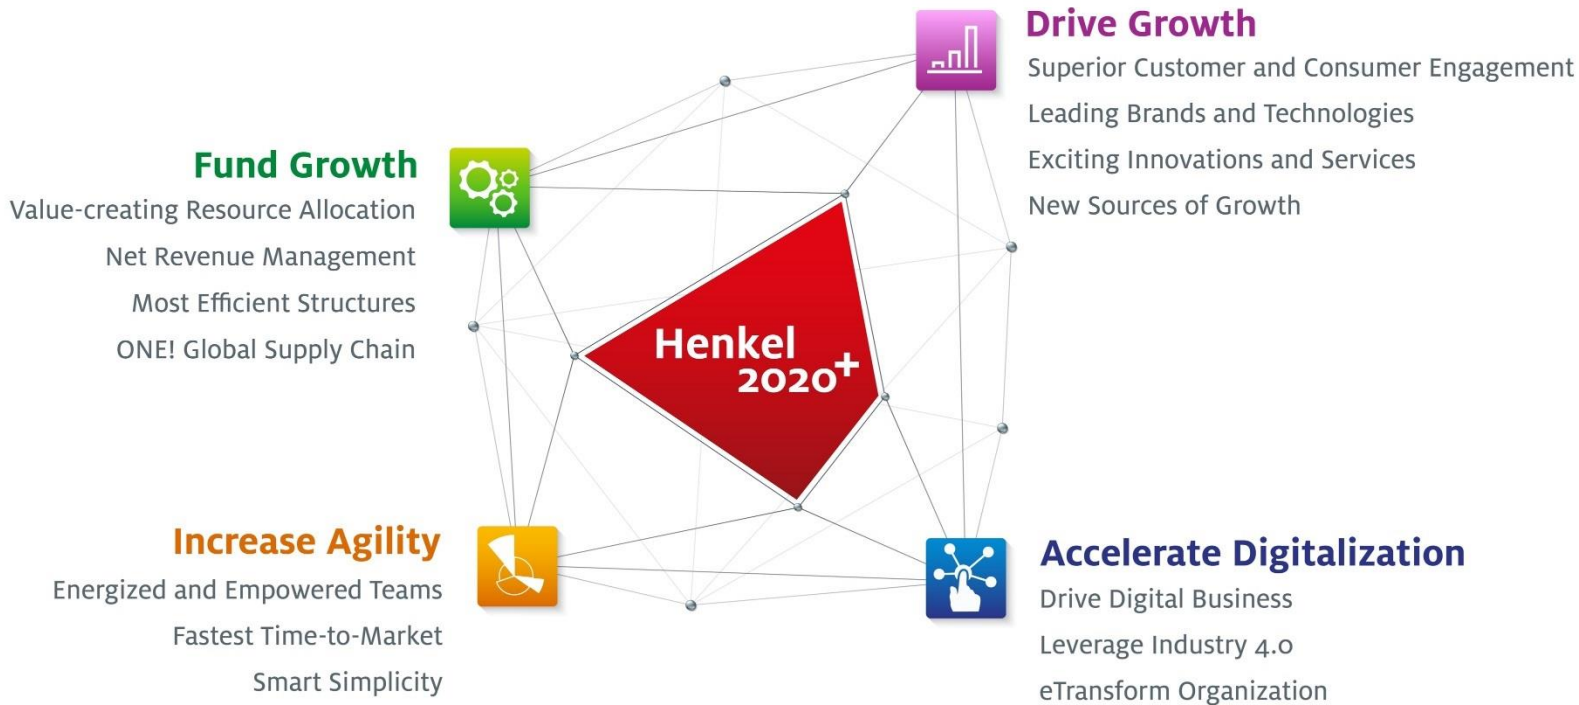 Drive Growth
Superior Customer and Consumer Engagement
Leading Brands and Technologies
Exciting Innovations and Services
New Sources of Growth
Fund Growth
Value-creating Resource Allocation
Net Revenue Management
Most Efficient Structures
ONE! Global Supply Chain
Henkel
2020+
Increase Agility
Energized and Empowered Teams
Fastest Time-to-Market
Smart Simplicity
Accelerate Digitalization
Drive Digital Business
Leverage Industry 4.0
eTransform Organization